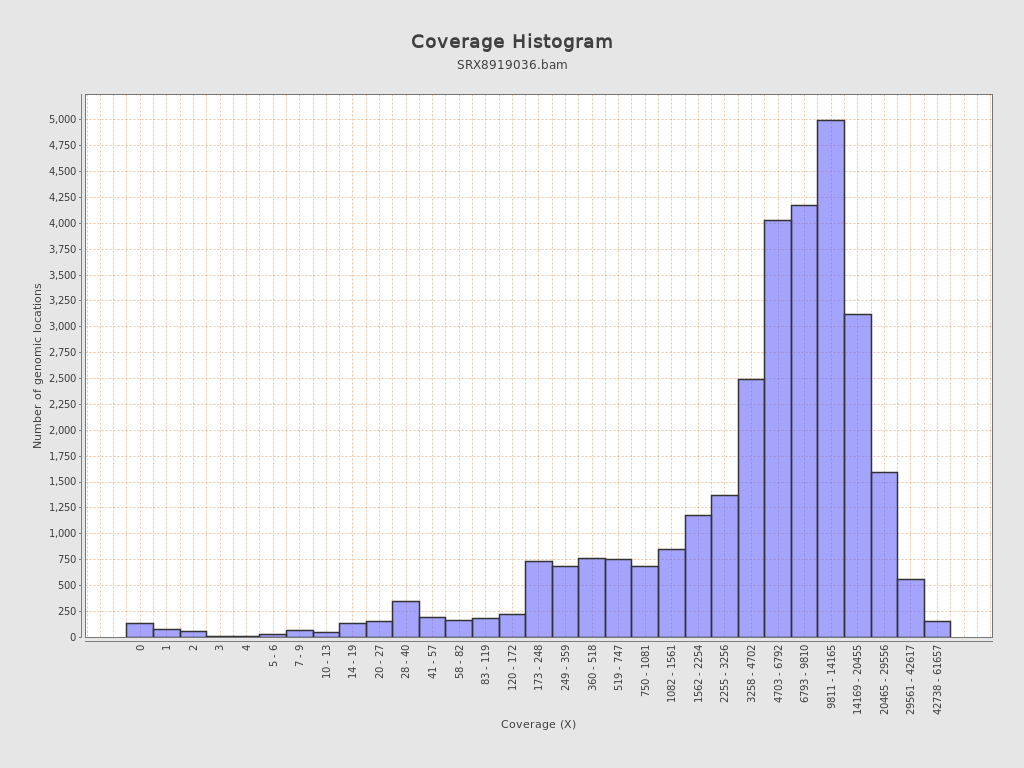 Coverage Histogram
SRX8919036.bam
Number of genomic locations
5,000
4,750
4,500
4,250
4,000
3,750
3,500
3,250
3,000
2,750
2,500
2,250
2,000
1,750
1,500
1,250
1,000
750
500
250
0
0
1
2
3
4
5 - 6
7 - 9
10 - 13
14 - 19
20 - 27
28 - 40
41 - 57
58 - 82
83 - 119
120 - 172
173 - 248
249 - 359
360 - 518
519 - 747
750 - 1081
1082 - 1561
1562 - 2254
2255 - 3256
3258 - 4702
4703 - 6792
6793 - 9810
9811 - 14165
14169 - 20455
20465 - 29556
29561 - 42617
42738 - 61657
Coverage (X)